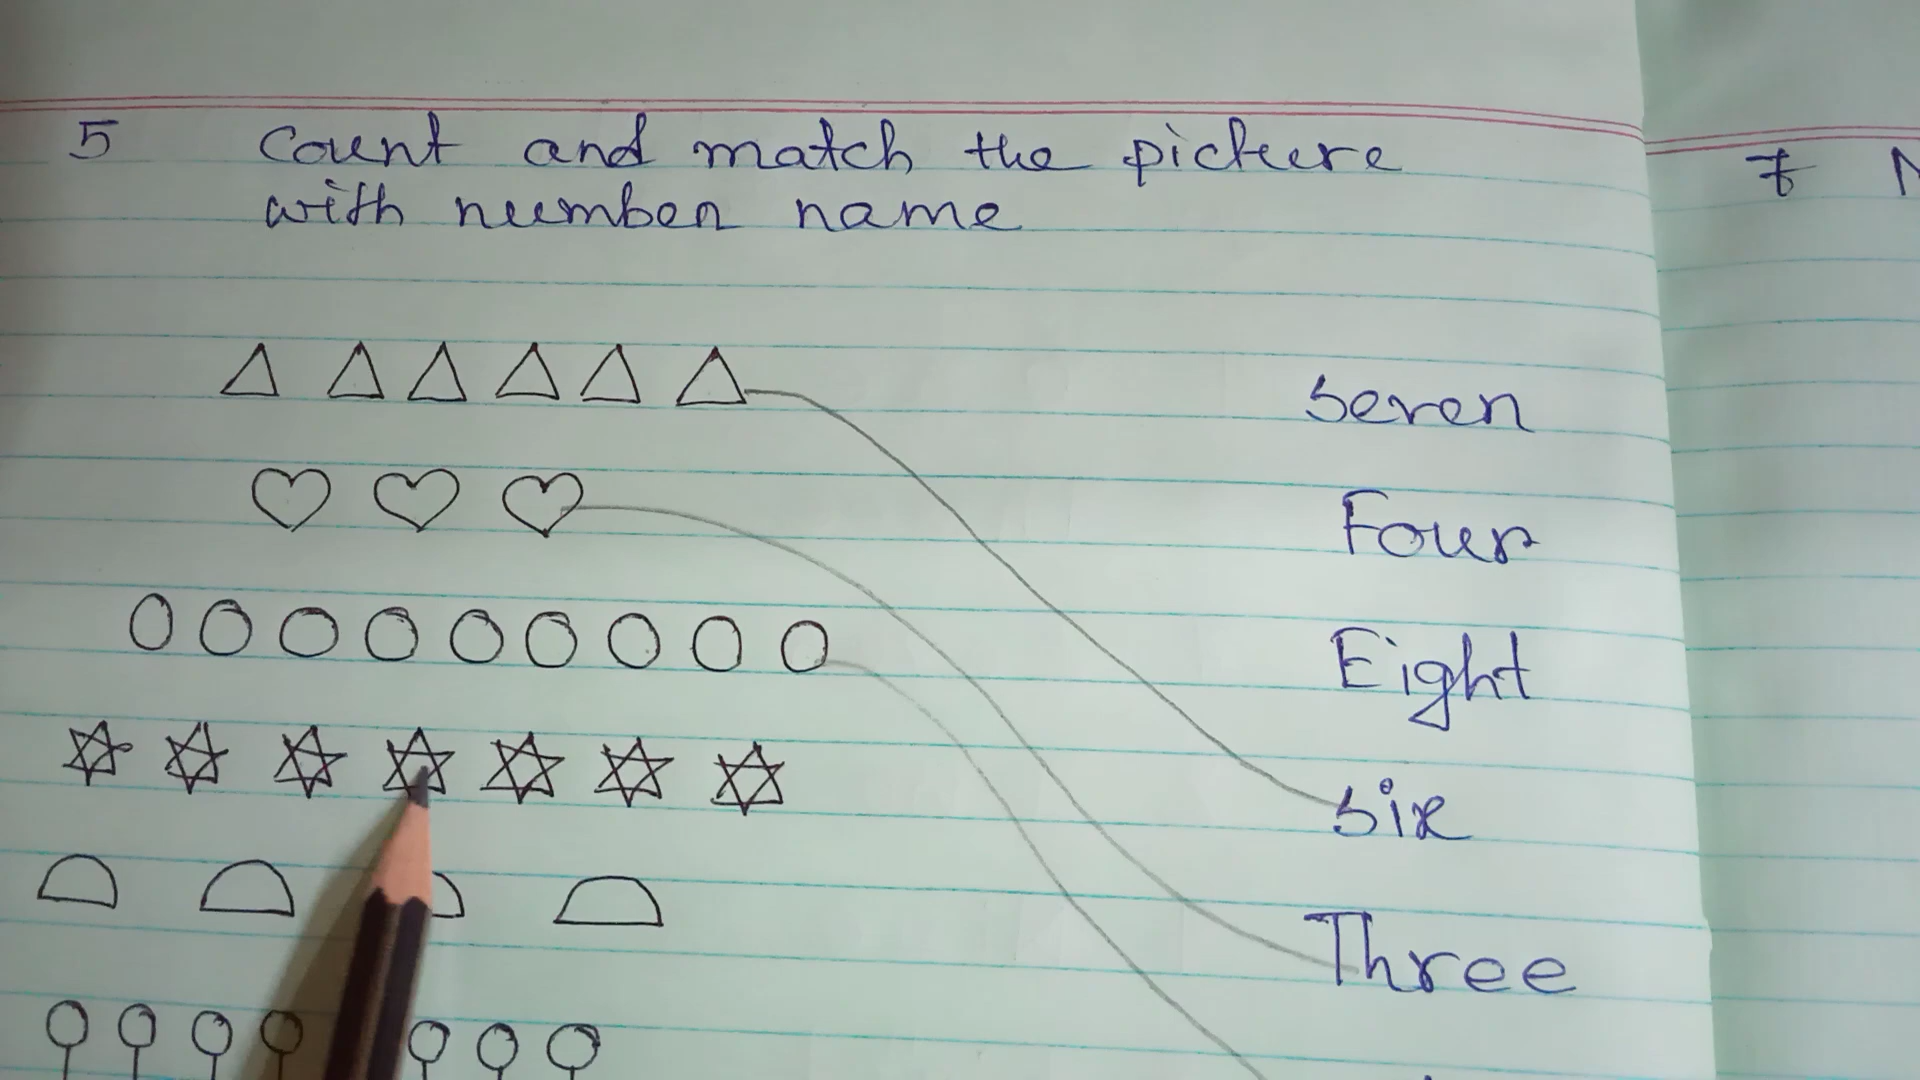 5 Count and match the picture
with number name
7
Seven
Four
Eight
Six
Three